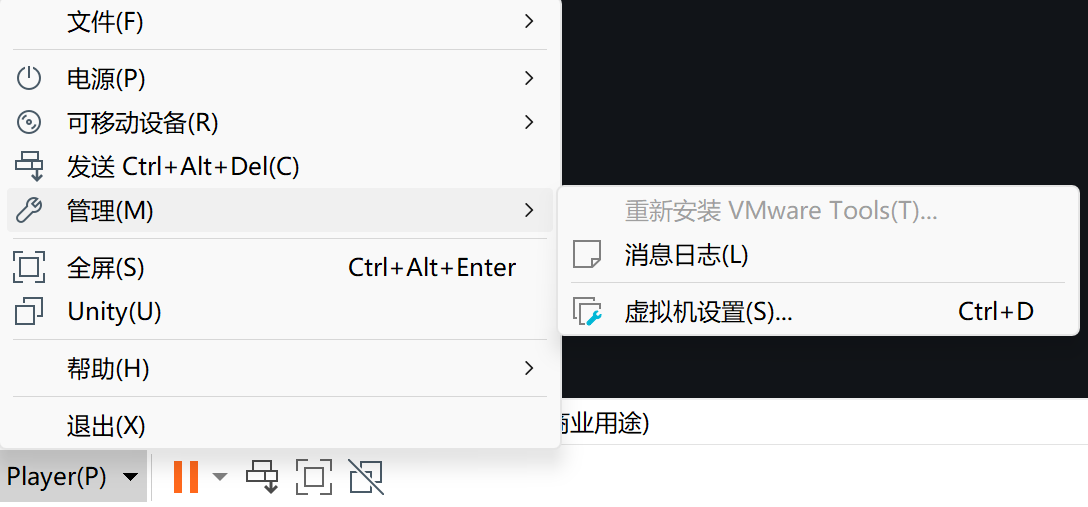 文件(F)
电源(P)
可移动设备(R)
发送 Ctrl+Alt+Del(C)
管理(M)
重新安装 VMware Tools(T)...
消息日志(L)
虚拟机设置(S)... Ctrl+D
全屏(S) Ctrl+Alt+Enter
Unity(U)
帮助(H)
退出(X)
商业用途)
Player(P)